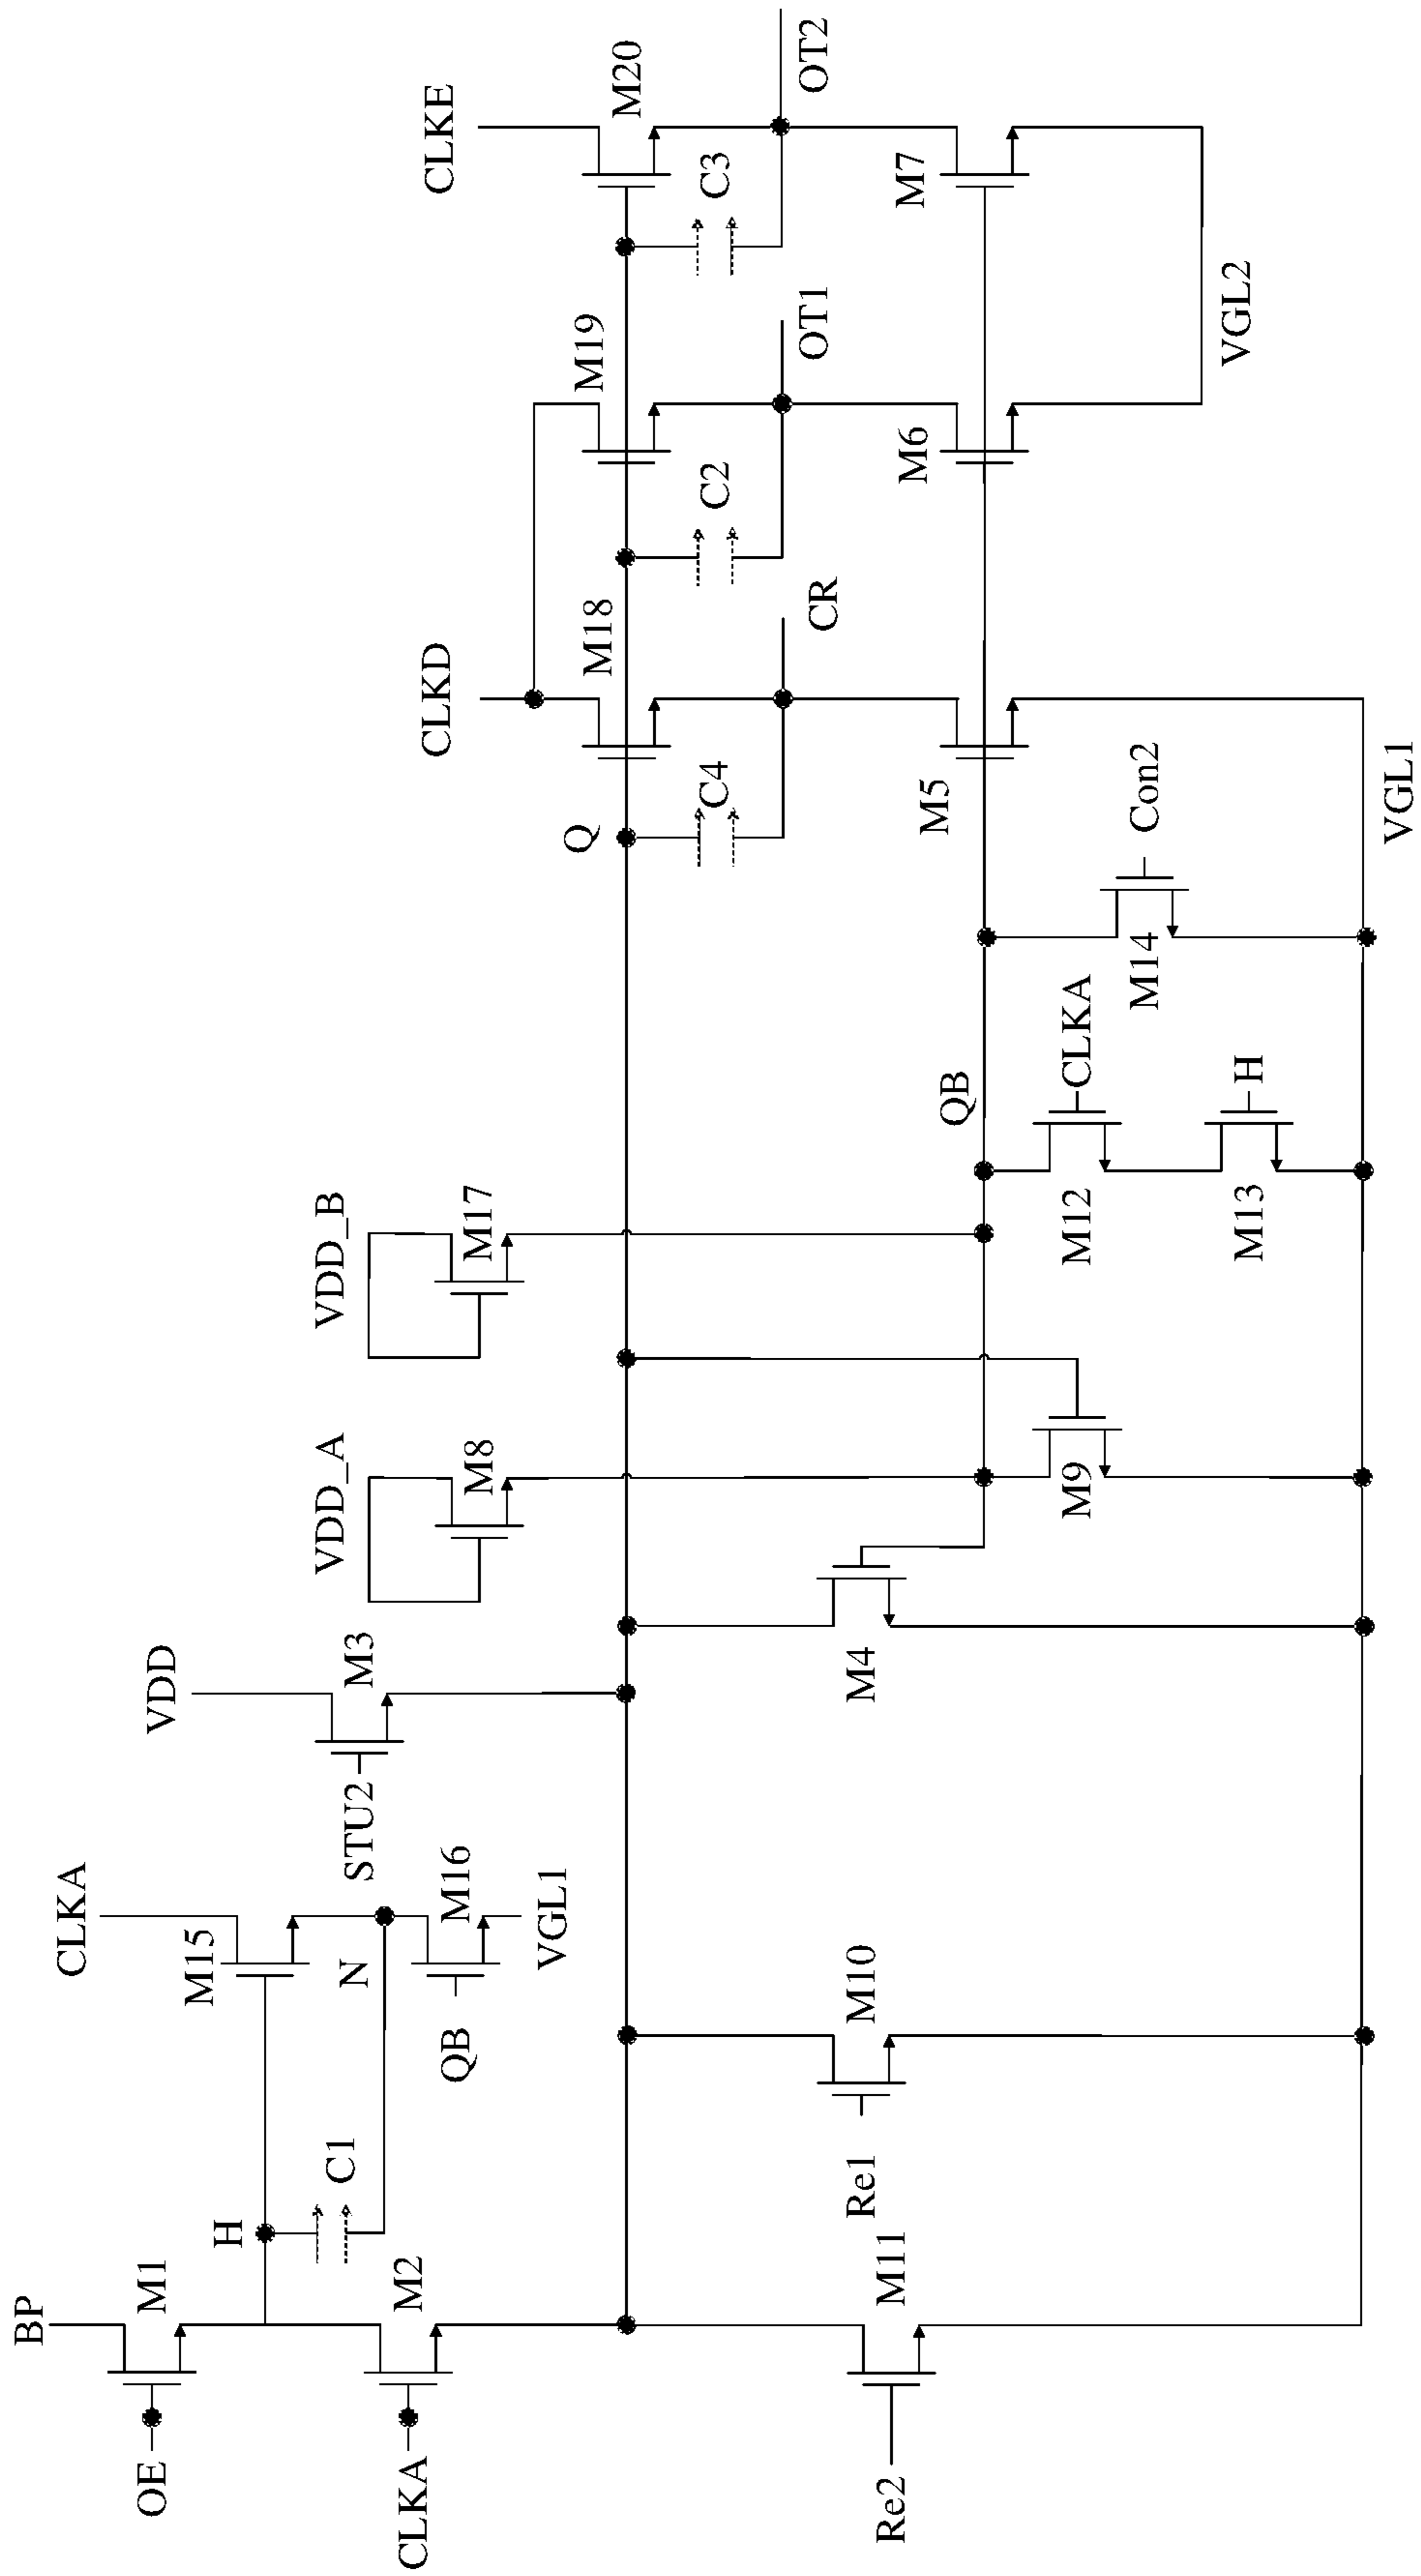 BP
OE
M1
H
CLKA
M2
C1
CLKA
M15
N
QB
M16
VGL1
VDD
STU2
M3
VDD_A
M8
VDD_B
M17
Re2
M11
Re1
M10
M4
M9
QB
M12
CLKA
M13
H
M14
Con2
VGL1
Q
CLKD
M18
C4
CR
M5
M19
C2
OT1
M6
CLKE
M20
C3
OT2
M7
VGL2